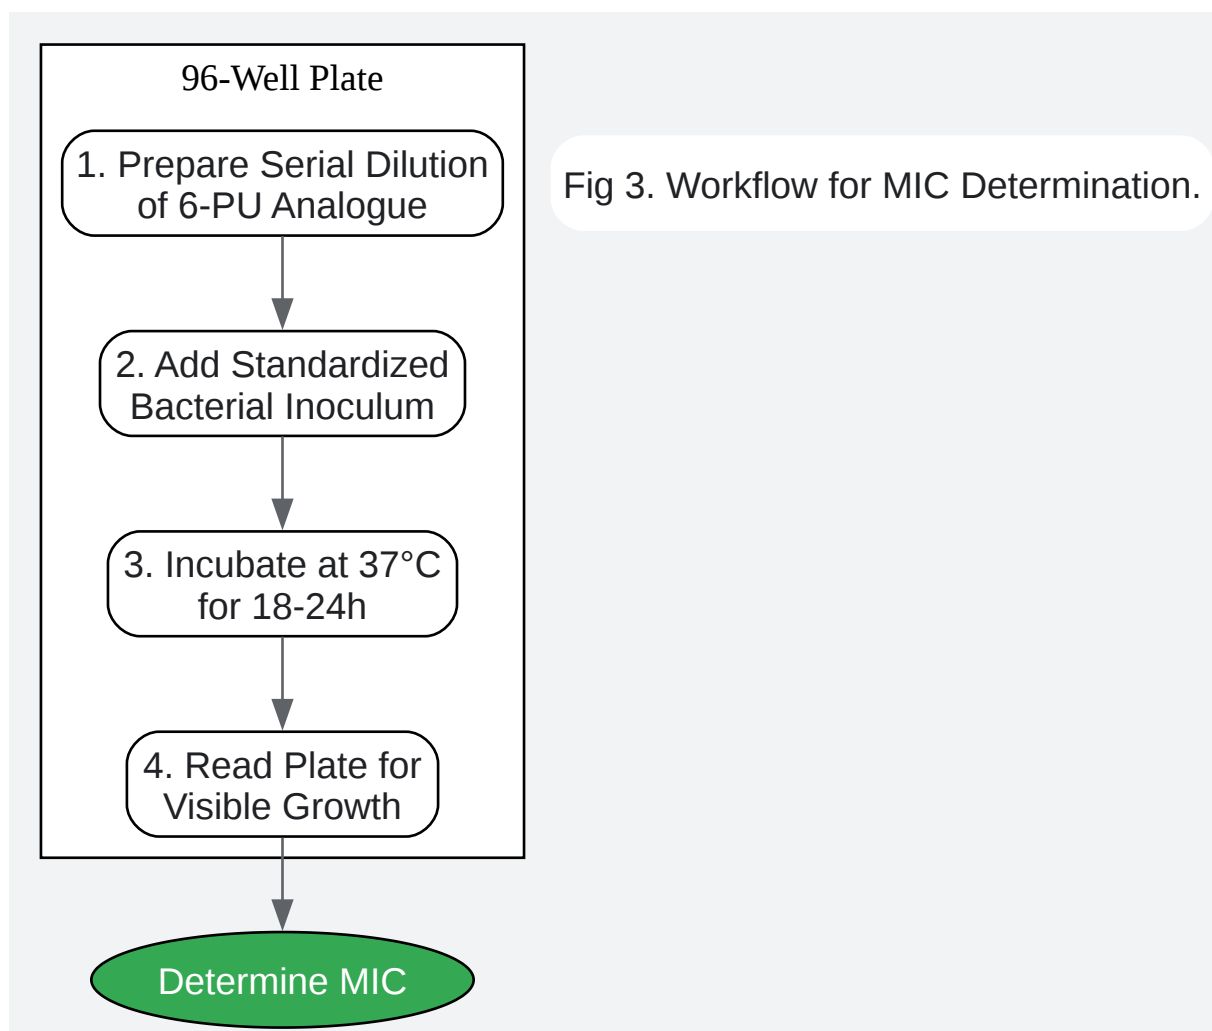 96-Well Plate
1. Prepare Serial Dilution
of 6-PU Analogue
Fig 3. Workflow for MIC Determination.
2. Add Standardized
Bacterial Inoculum
3. Incubate at 37°C
for 18-24h
4. Read Plate for
Visible Growth
Determine MIC